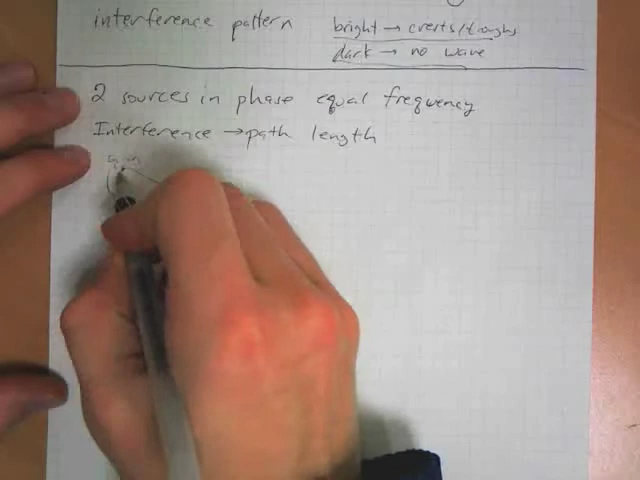 interference pattern
bright → crests/troughs
dark → no wave
2 sources in phase equal frequency
Interference → path length